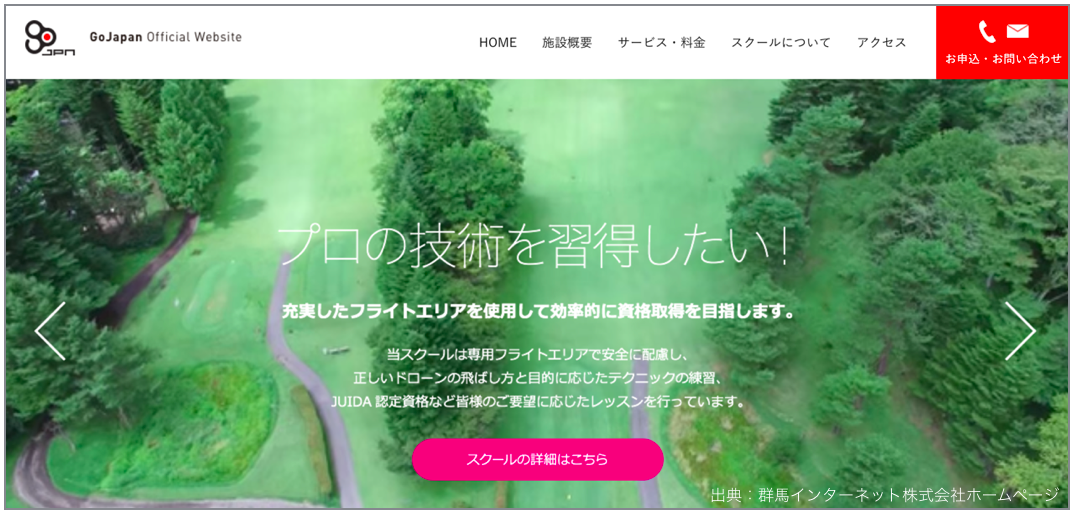 JPN
GoJapan Official Website
HOME 施設概要 サービス・料金 スクールについて アクセス
お申込・お問い合わせ
プロの技術を習得したい！
充実したフライトエリアを使用して効率的に資格取得を目指します。
当スクールは専用フライトエリアで安全に配慮し、
正しいドローンの飛ばし方と目的に応じたテクニックの練習、
JUIDA 認定資格など皆様のご要望に応じたレッスンを行っています。
スクールの詳細はこちら
出典：群馬インターネット株式会社ホームページ